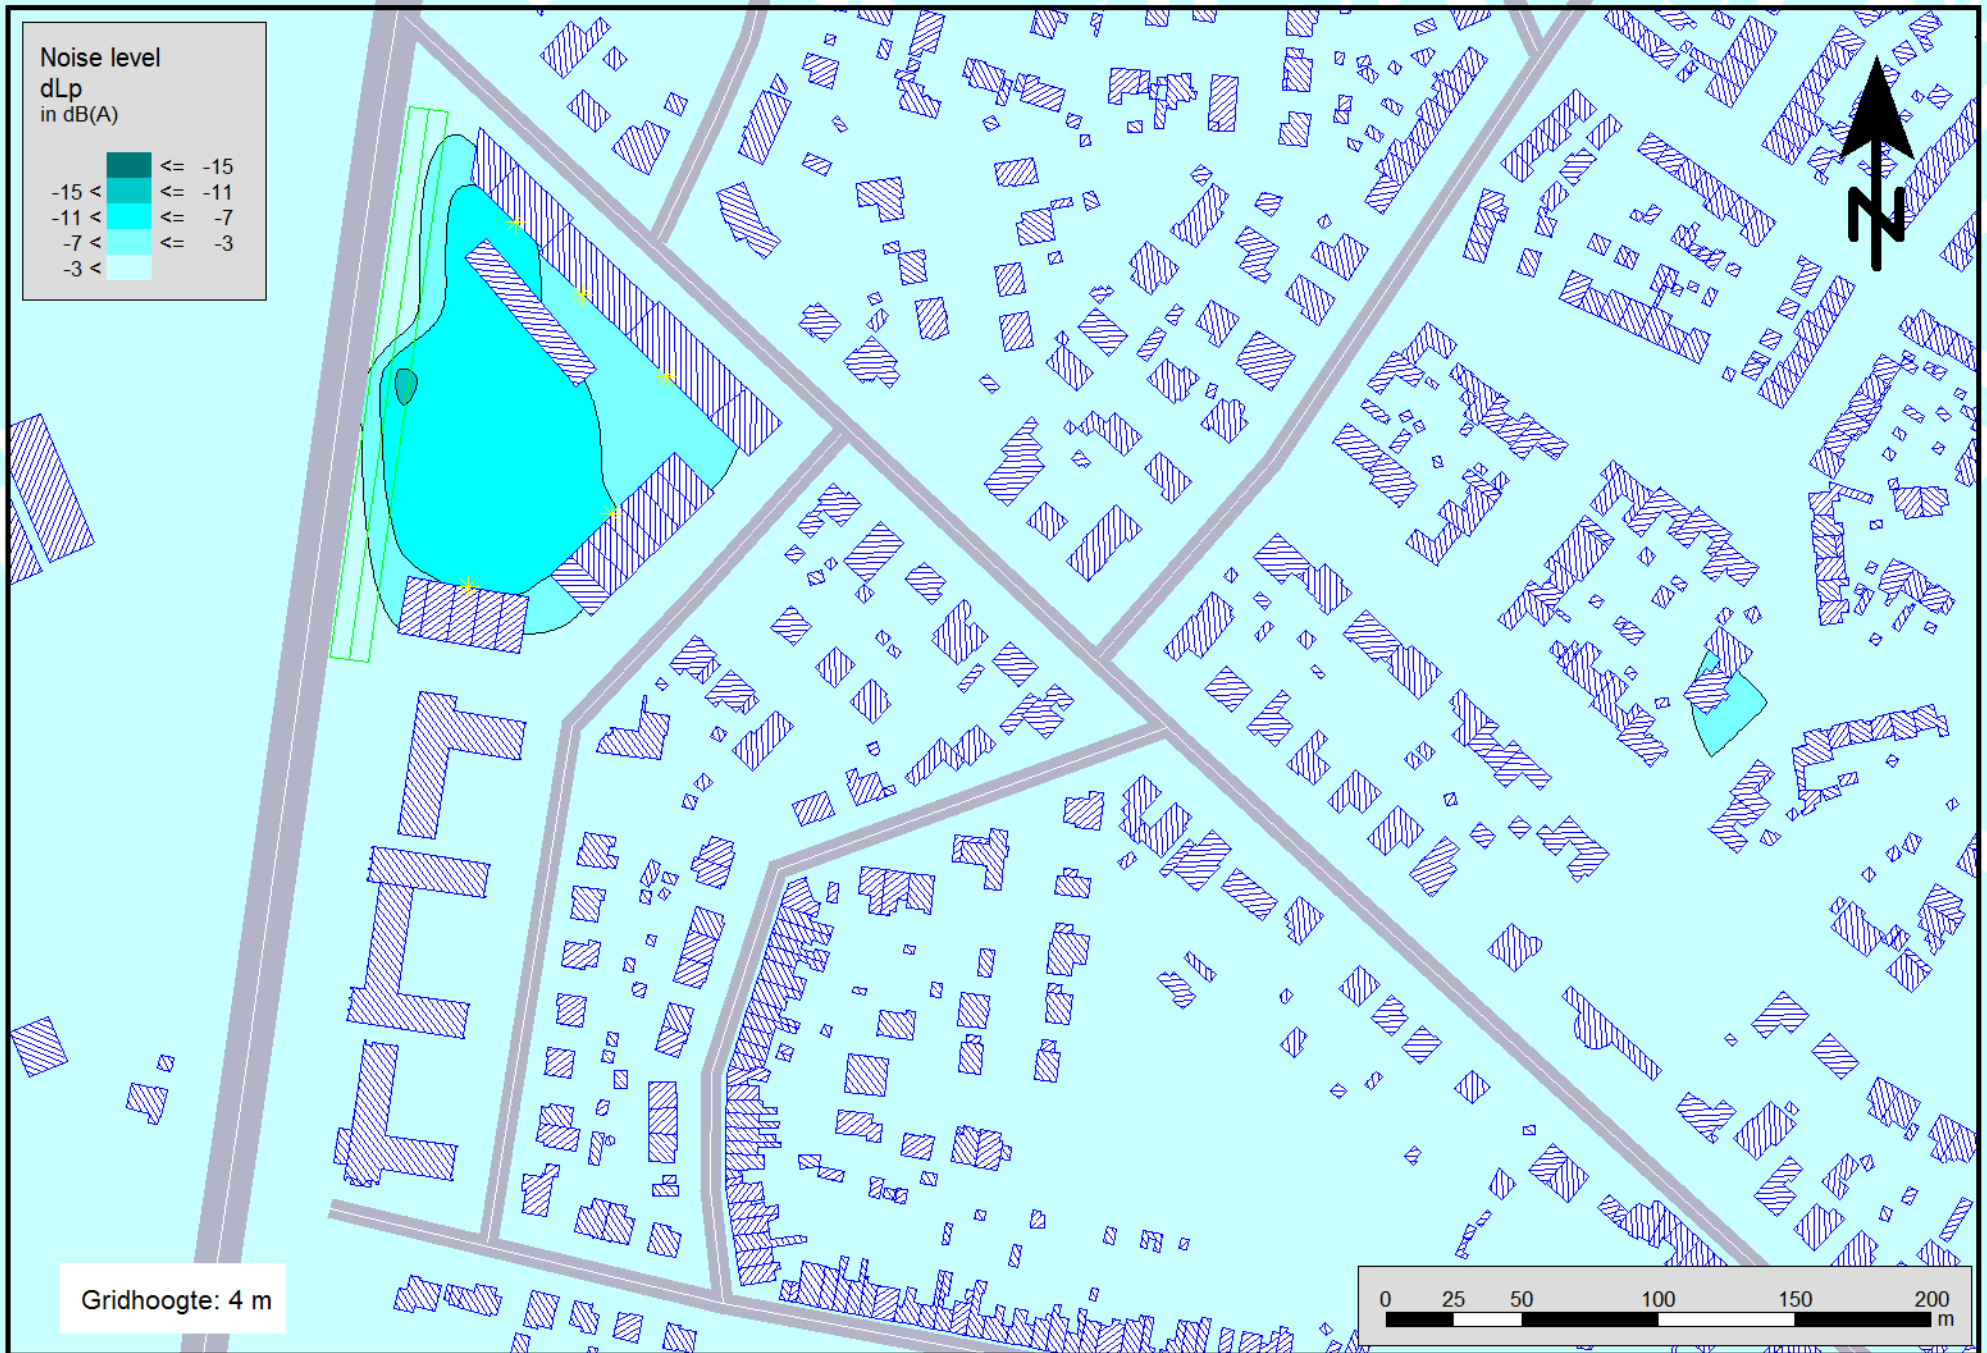 Noise level
dLp
in dB(A)
<= -15
-15 < <= -11
-11 < <= -7
-7 < <= -3
-3 <
N
Gridhoogte: 4 m
0 25 50 100 150 200
m